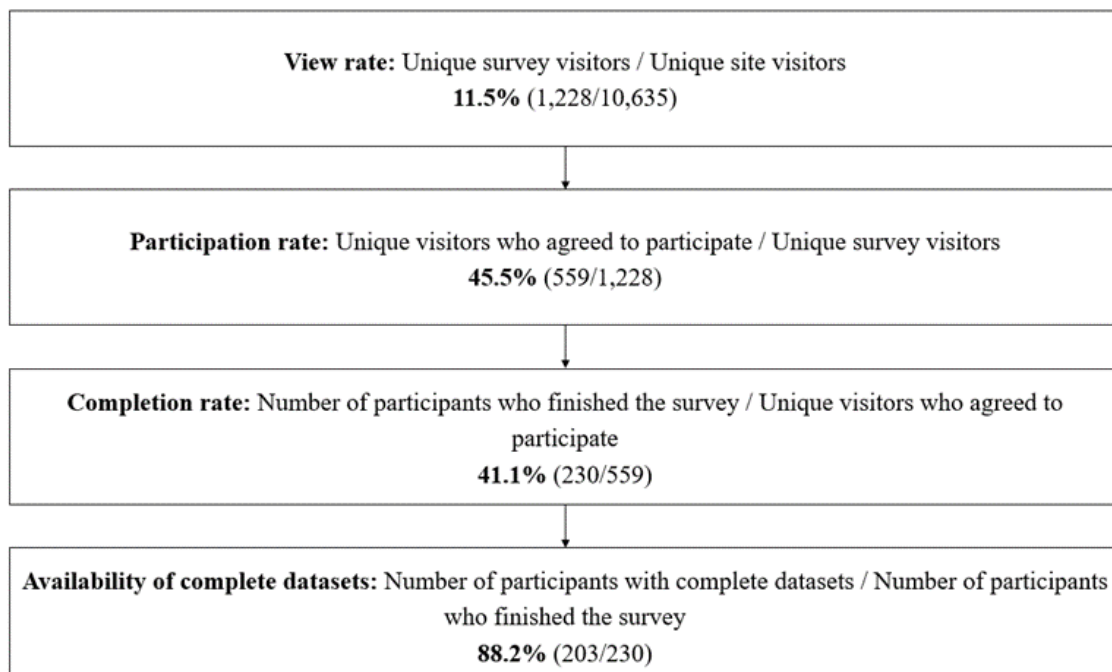 View rate: Unique survey visitors / Unique site visitors
11.5% (1,228/10,635)
Participation rate: Unique visitors who agreed to participate / Unique survey visitors
45.5% (559/1,228)
Completion rate: Number of participants who finished the survey / Unique visitors who agreed to
participate
41.1% (230/559)
Availability of complete datasets: Number of participants with complete datasets / Number of participants
who finished the survey
88.2% (203/230)